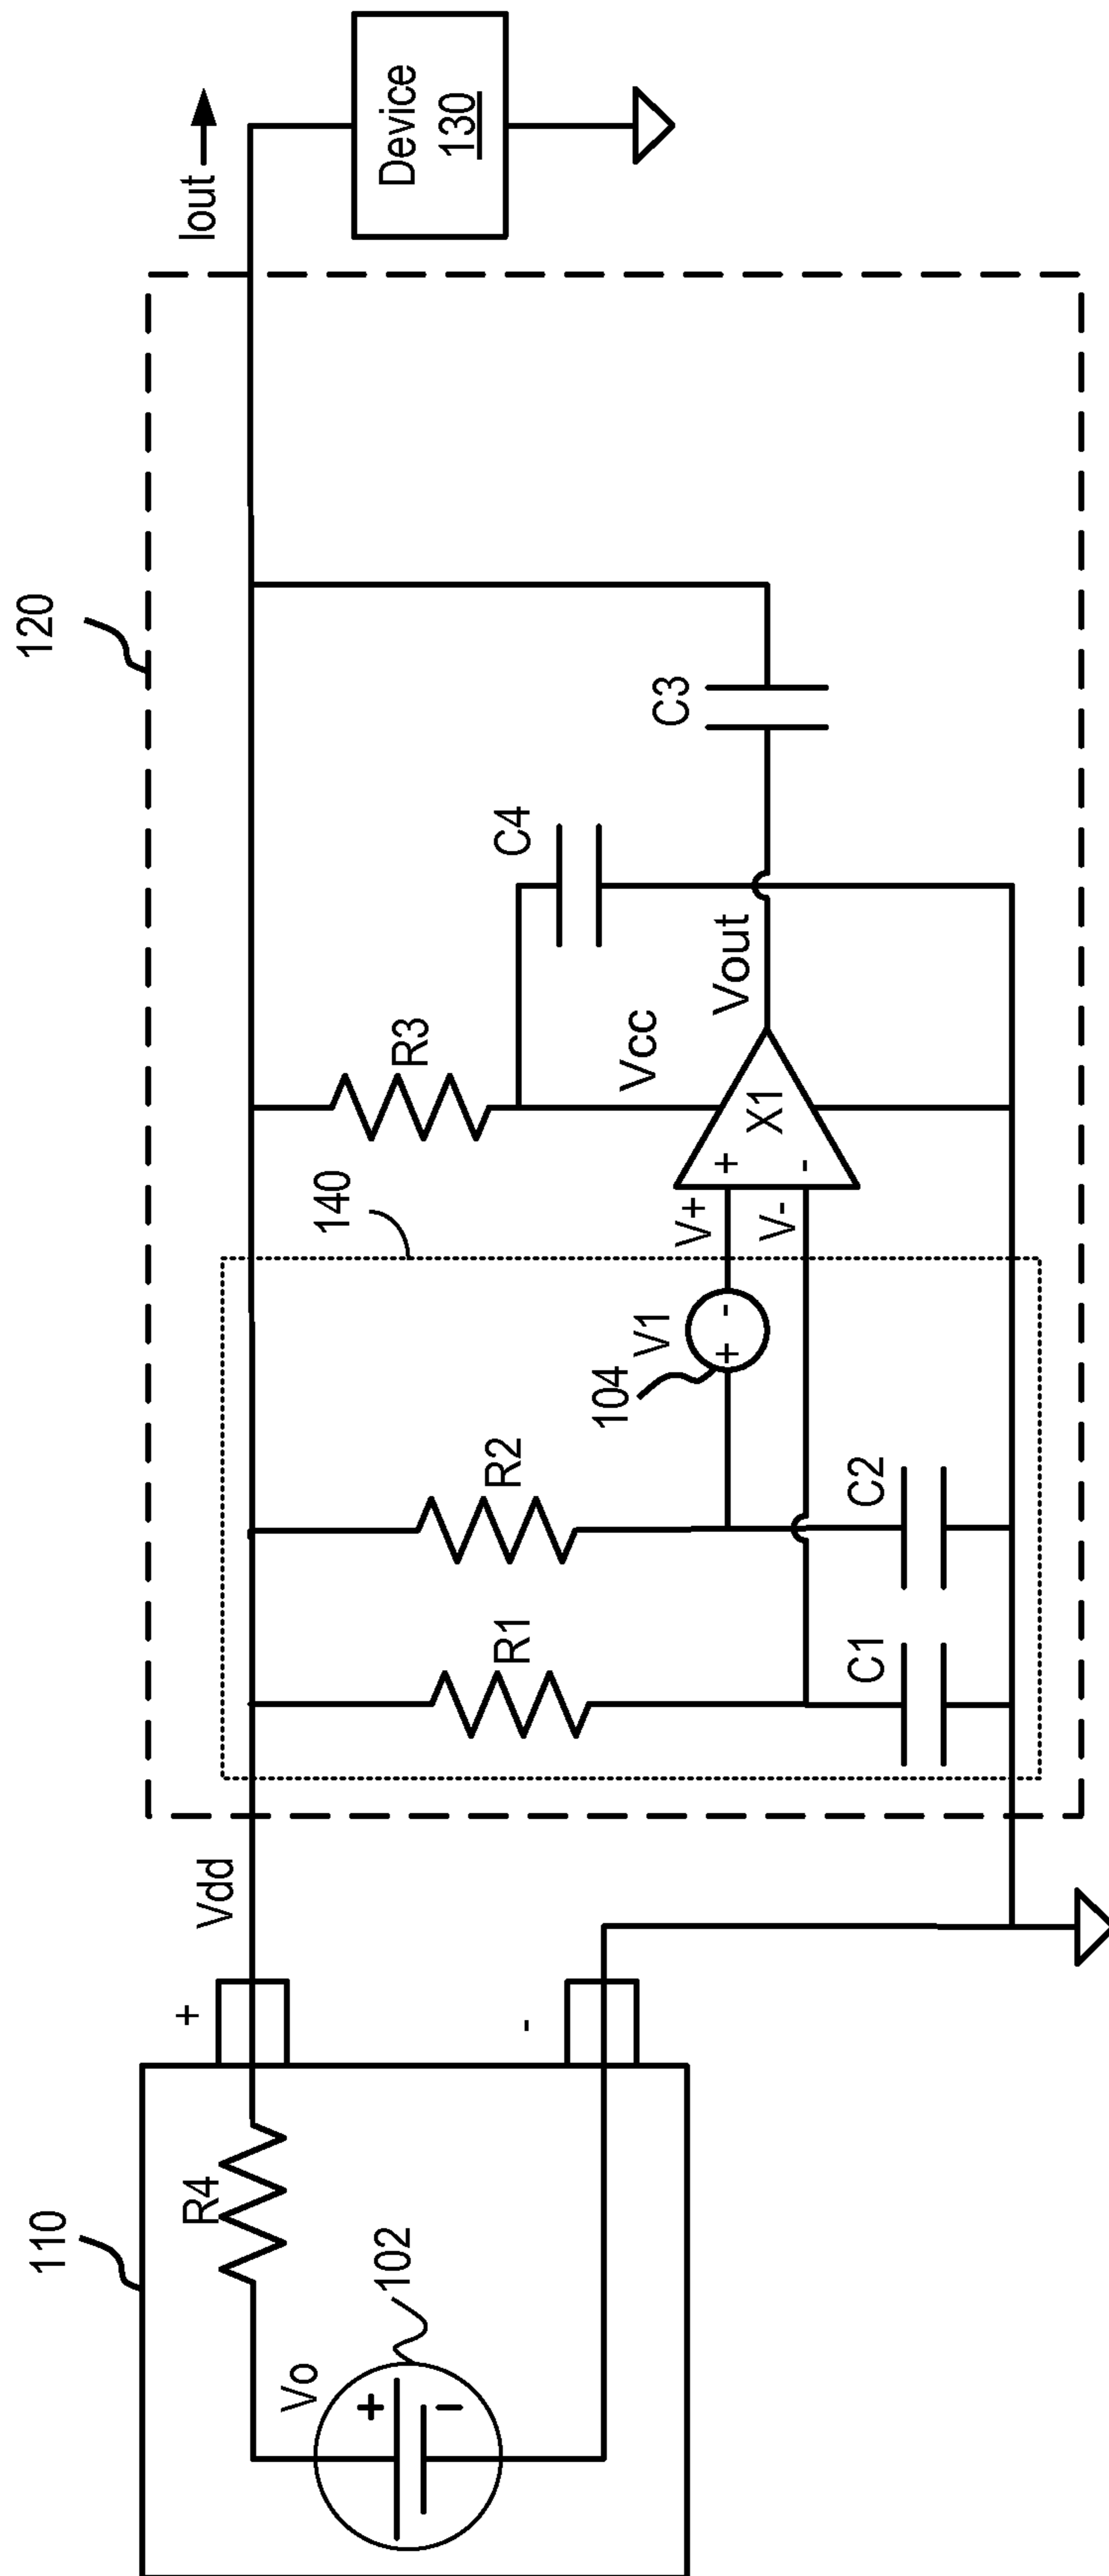 120
110
Iout
Device
130
Vdd
140
R3
C4
C3
Vcc
Vout
X1
+
-
V+
V-
V1
+
-
104
R2
R1
C2
C1
+
-
R4
Vo
+
-
102